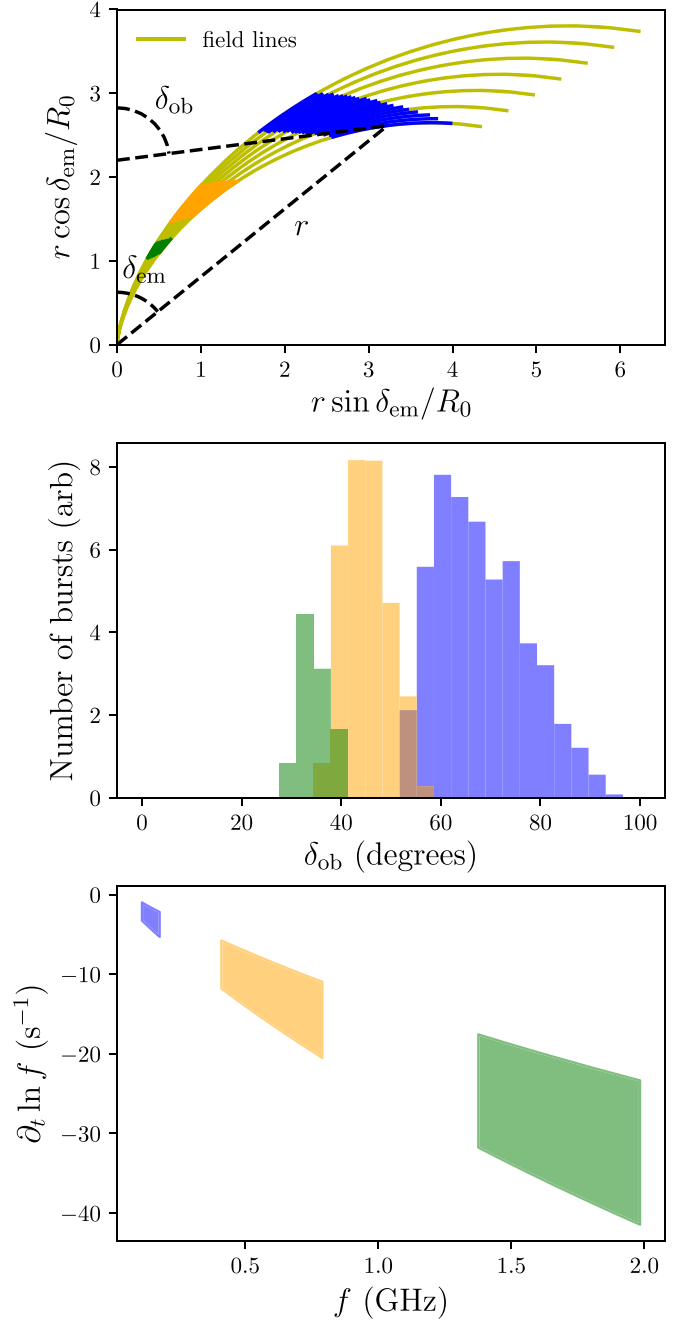 4
field lines
δ_ob
3
r cos δ_em/R_0
2
r
1
δ_em
0
0 1 2 3 4 5 6
r sin δ_em/R_0
8
6
Number of bursts (arb)
4
2
0
0 20 40 60 80 100
δ_ob (degrees)
0
−10
−20
∂_t ln f (s^−1)
−30
−40
0.5 1.0 1.5 2.0
f (GHz)